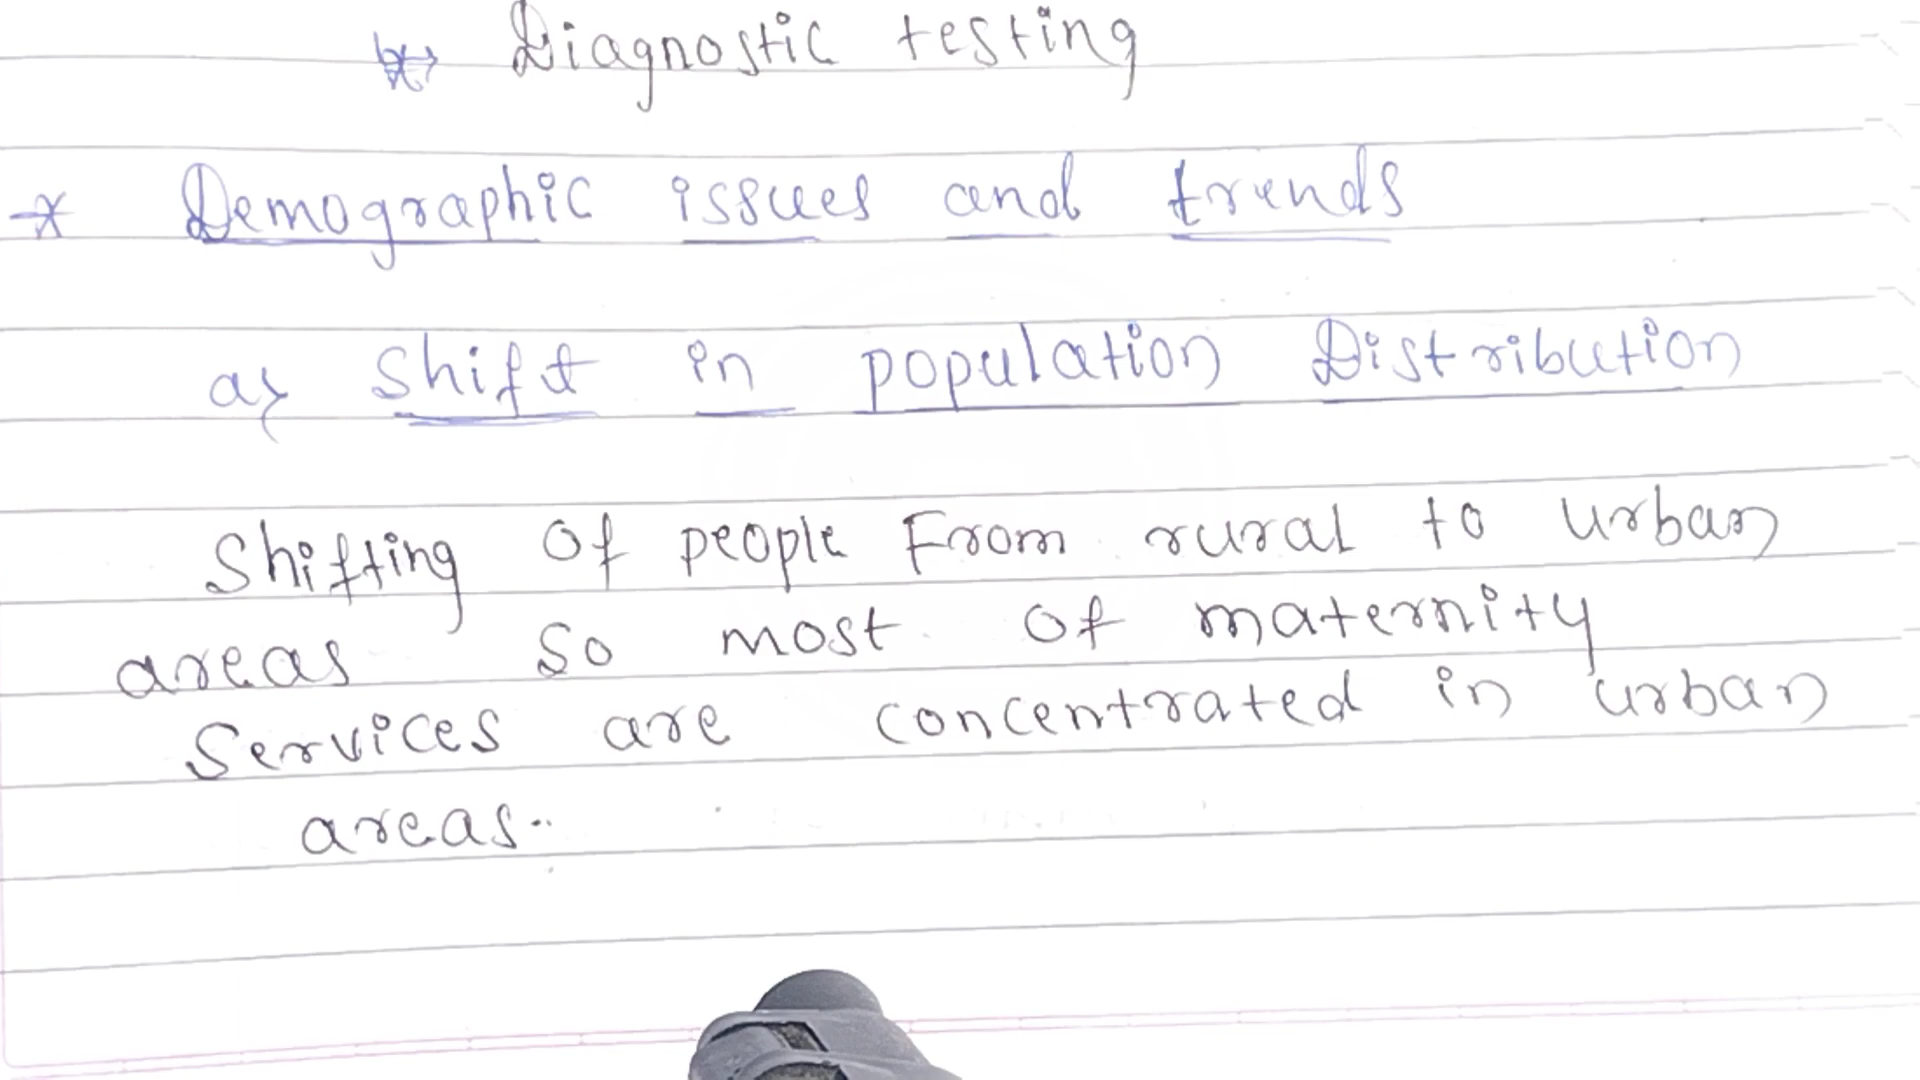 Diagnostic testing
* Demographic issues and trends
a} Shift in population Distribution
Shifting of people From rural to urban
areas so most of maternity
Services are concentrated in urban
areas..